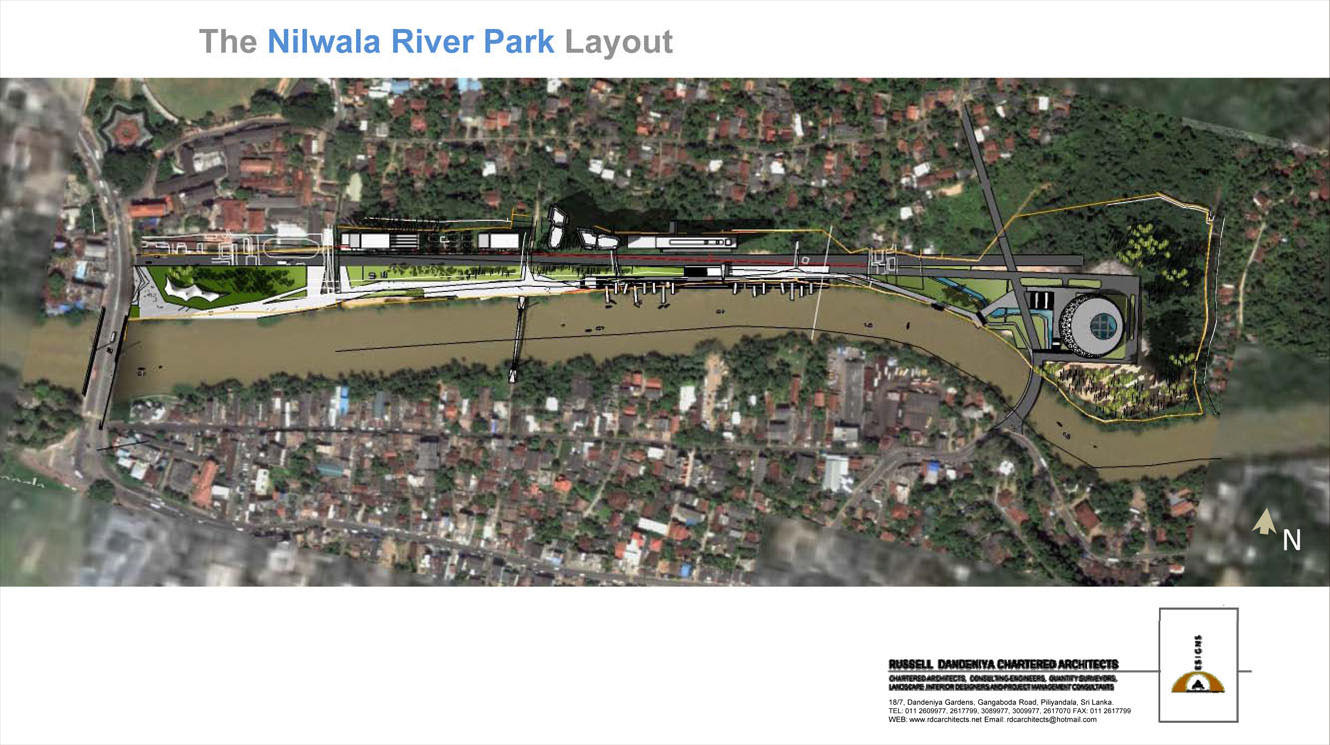 The Nilwala River Park Layout
N
RUSSELL DANDENIYA CHARTERED ARCHITECTS
CHARTERED ARCHITECTS, CONSULTING ENGINEERS, QUANTITY SURVEYORS,
LANDSCAPE, INTERIOR DESIGNERS AND PROJECT MANAGEMENT CONSULTANTS
18/7, Dandeniya Gardens, Gangaboda Road, Piliyandala, Sri Lanka.
TEL: 011 2609977, 2617799, 3089977, 3009977, 2617070 FAX: 011 2617799
WEB: www.rdcarchitects.net Email: rdcarchitects@hotmail.com
ESIGNS
A